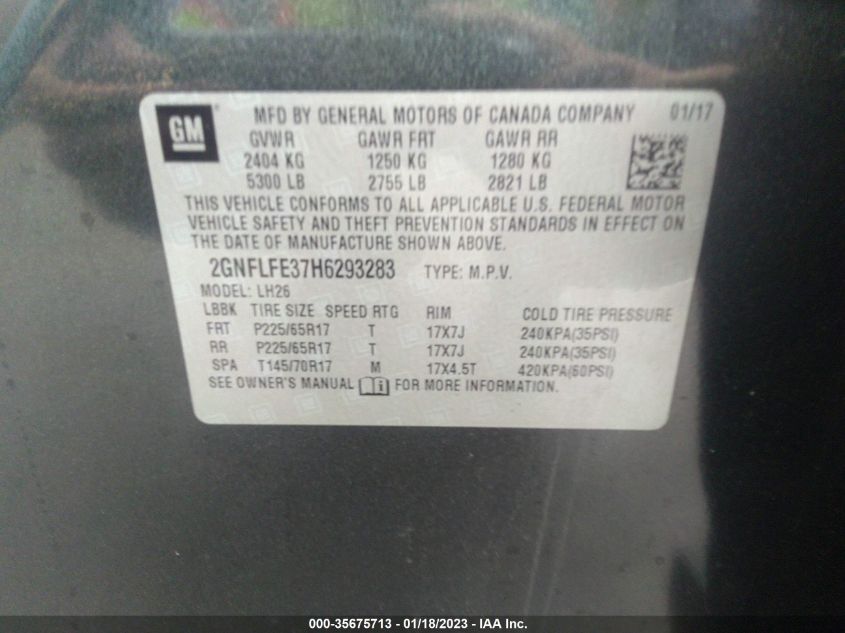 GM
MFD BY GENERAL MOTORS OF CANADA COMPANY 01/17
GVWR GAWR FRT GAWR RR
2404 KG 1250 KG 1280 KG
5300 LB 2755 LB 2821 LB
THIS VEHICLE CONFORMS TO ALL APPLICABLE U.S. FEDERAL MOTOR
VEHICLE SAFETY AND THEFT PREVENTION STANDARDS IN EFFECT ON
THE DATE OF MANUFACTURE SHOWN ABOVE.
2GNFLFE37H6293283 TYPE: M.P.V.
MODEL: LH26
LBBK TIRE SIZE SPEED RTG RIM COLD TIRE PRESSURE
FRT P225/65R17 T 17X7J 240KPA(35PSI)
RR P225/65R17 T 17X7J 240KPA(35PSI)
SPA T145/70R17 M 17X4.5T 420KPA(60PSI)
SEE OWNER'S MANUAL i FOR MORE INFORMATION.
000-35675713 - 01/18/2023 - IAA Inc.